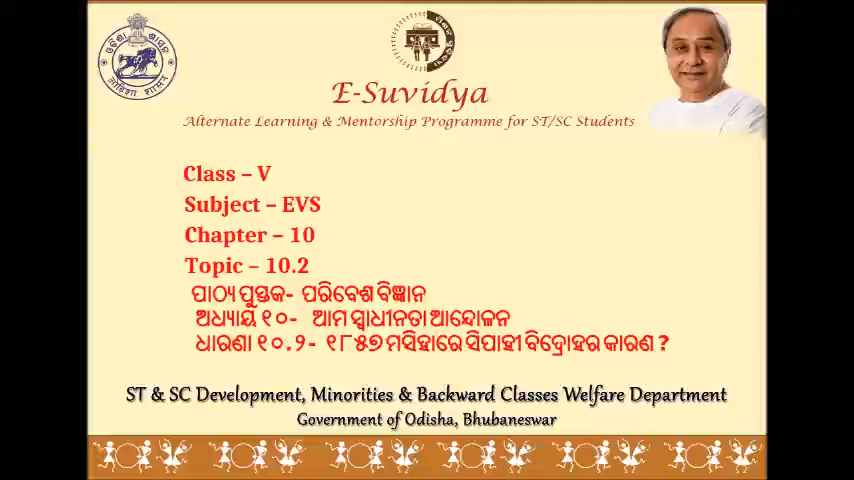 ଓଡ଼ିଶା ଶାସନ
E-Suvidya
Alternate Learning & Mentorship Programme for ST/SC Students
Class – V
Subject – EVS
Chapter – 10
Topic – 10.2
ପାଠ୍ୟ ପୁସ୍ତକ- ପରିବେଶ ବିଜ୍ଞାନ
ଅଧ୍ୟାୟ ୧୦- ଆମ ସ୍ୱାଧୀନତା ଆନ୍ଦୋଳନ
ଧାରଣା ୧୦.୨- ୧୮୫୭ ମସିହାରେ ସିପାହୀ ବିଦ୍ରୋହର କାରଣ ?
ST & SC Development, Minorities & Backward Classes Welfare Department
Government of Odisha, Bhubaneswar